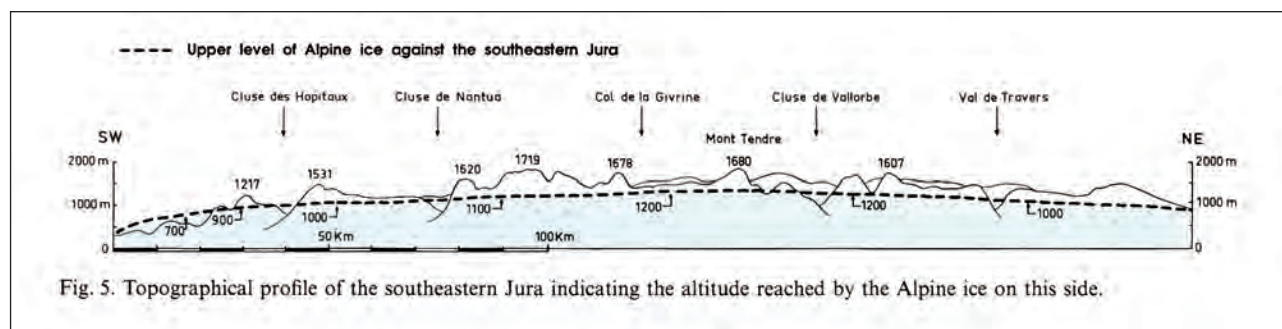 Upper level of Alpine ice against the southeastern Jura
Cluse des Hopitaux Cluse de Nantua Col de la Givrine Cluse de Vallorbe Val de Travers
SW Mont Tendre NE
2000 m 1217 1531 1520 1719 1678 1680 1607 2000 m
1000 m 700 900 1000 1100 1200 1200 1000 1000 m
0 50 Km 100 Km 0
Fig. 5. Topographical profile of the southeastern Jura indicating the altitude reached by the Alpine ice on this side.